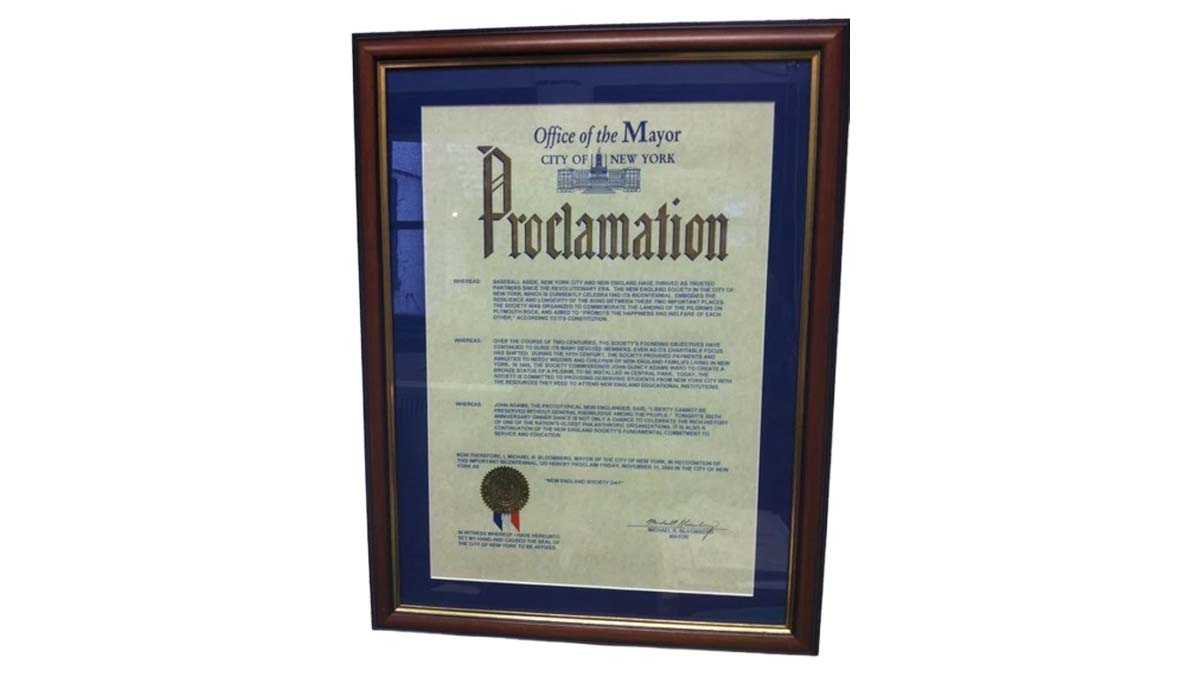 Office of the Mayor
CITY OF NEW YORK
Proclamation
WHEREAS: BASEBALL ASIDE, NEW YORK CITY AND NEW ENGLAND HAVE THRIVED AS TRUSTED
PARTNERS SINCE THE REVOLUTIONARY ERA. THE NEW ENGLAND SOCIETY IN THE CITY OF
NEW YORK, WHICH IS CURRENTLY CELEBRATING ITS BICENTENNIAL, EMBODIES THE
RESILIENCE AND LONGEVITY OF THE BOND BETWEEN THESE TWO IMPORTANT PLACES.
THE SOCIETY WAS ORGANIZED TO COMMEMORATE THE LANDING OF THE PILGRIMS ON
PLYMOUTH ROCK, AND AIMED TO "PROMOTE THE HAPPINESS AND WELFARE OF EACH
OTHER," ACCORDING TO ITS CONSTITUTION.
WHEREAS: OVER THE COURSE OF TWO CENTURIES, THE SOCIETY'S FOUNDING OBJECTIVES HAVE
CONTINUED TO GUIDE ITS MANY DEVOTED MEMBERS, EVEN AS ITS CHARITABLE FOCUS
HAS SHIFTED. DURING THE 19TH CENTURY, THE SOCIETY PROVIDED PAYMENTS AND
ANNUITIES TO NEEDY WIDOWS AND CHILDREN OF NEW ENGLAND FAMILIES LIVING IN NEW
YORK. IN THE SOCIETY COMMISSIONED JOHN QUINCY ADAMS WARD TO CREATE A
BRONZE STATUE OF A PILGRIM, TO BE INSTALLED IN CENTRAL PARK. TODAY, THE
SOCIETY IS COMMITTED TO PROVIDING DESERVING STUDENTS FROM NEW YORK CITY WITH
THE RESOURCES THEY NEED TO ATTEND NEW ENGLAND EDUCATIONAL INSTITUTIONS.
WHEREAS: JOHN ADAMS, THE PROTOTYPICAL NEW ENGLANDER, SAID, "LIBERTY CANNOT BE
PRESERVED WITHOUT GENERAL KNOWLEDGE AMONG THE PEOPLE." TONIGHT'S 200TH
ANNIVERSARY DINNER DANCE IS NOT ONLY A CHANCE TO CELEBRATE THE RICH HISTORY
OF ONE OF THE NATION'S OLDEST PHILANTHROPIC ORGANIZATIONS, IT IS ALSO A
CONTINUATION OF THE NEW ENGLAND SOCIETY'S FUNDAMENTAL COMMITMENT TO
SERVICE AND EDUCATION.
NOW THEREFORE, I, MICHAEL R. BLOOMBERG, MAYOR OF THE CITY OF NEW YORK, IN RECOGNITION OF
THIS IMPORTANT BICENTENNIAL, DO HEREBY PROCLAIM FRIDAY, NOVEMBER 11, 2005 IN THE CITY OF NEW
YORK AS
"NEW ENGLAND SOCIETY DAY"
MICHAEL R. BLOOMBERG
MAYOR
IN WITNESS WHEREOF I HAVE HEREUNTO
SET MY HAND AND CAUSED THE SEAL OF
THE CITY OF NEW YORK TO BE AFFIXED.